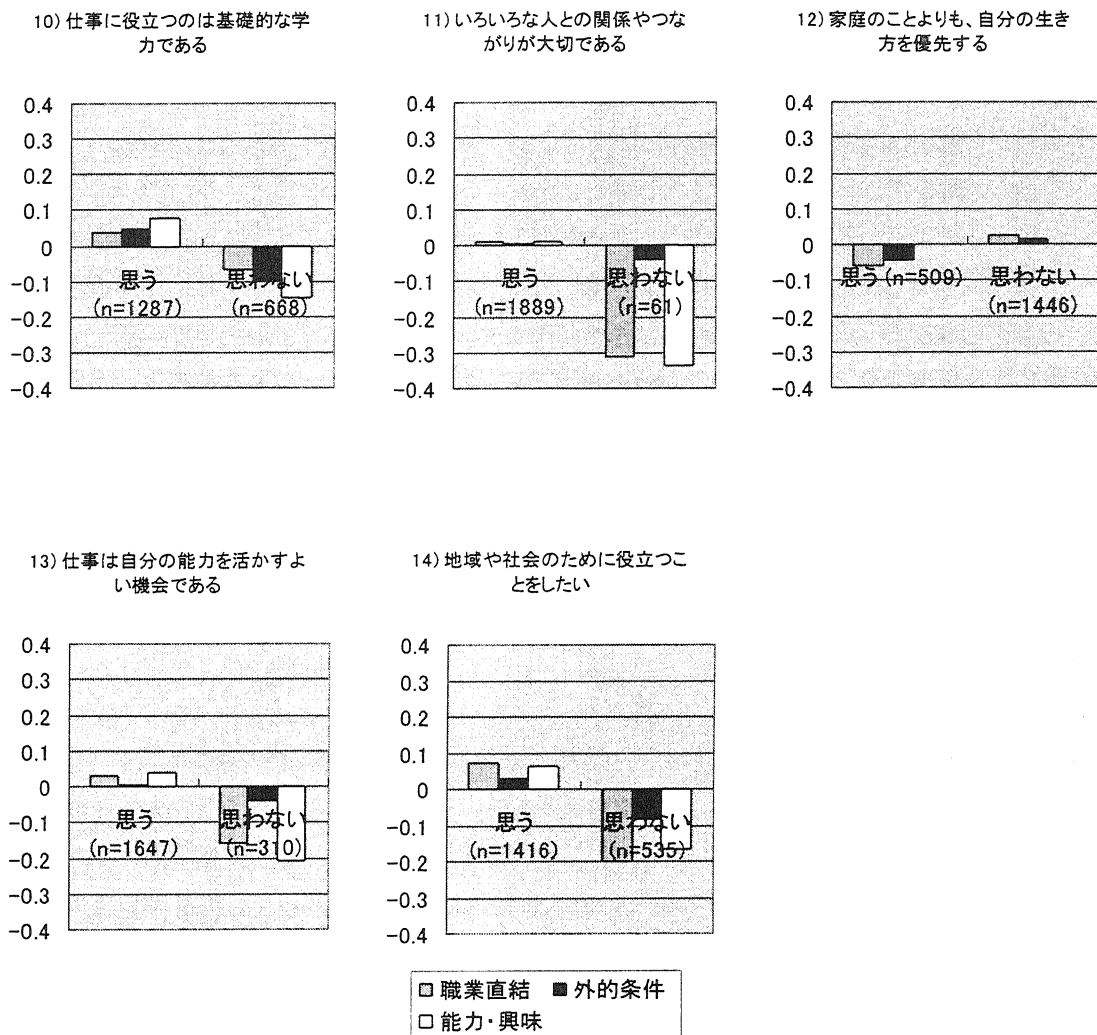 10)仕事に役立つのは基礎的な学
力である
0.4
0.3
0.2
0.1
0
-0.1
-0.2
-0.3
-0.4
思う
(n=1287)
思わない
(n=668)
11)いろいろな人との関係やつな
がりが大切である
0.4
0.3
0.2
0.1
0
-0.1
-0.2
-0.3
-0.4
思う
(n=1889)
思わない
(n=61)
12)家庭のことよりも、自分の生き
方を優先する
0.4
0.3
0.2
0.1
0
-0.1
-0.2
-0.3
-0.4
思う(n=509)
思わない
(n=1446)
13)仕事は自分の能力を活かすよ
い機会である
0.4
0.3
0.2
0.1
0
-0.1
-0.2
-0.3
-0.4
思う
(n=1647)
思わない
(n=310)
14)地域や社会のために役立つこ
とをしたい
0.4
0.3
0.2
0.1
0
-0.1
-0.2
-0.3
-0.4
思う
(n=1416)
思わない
(n=535)
職業直結 外的条件
能力・興味